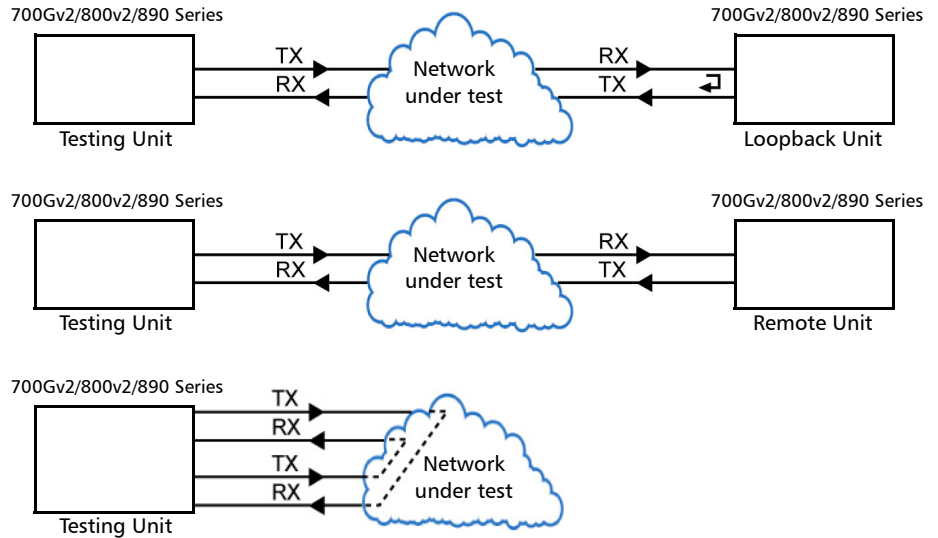 700Gv2/800v2/890 Series
700Gv2/800v2/890 Series
TX
RX
Network
under test
RX
TX
Testing Unit
Loopback Unit
700Gv2/800v2/890 Series
700Gv2/800v2/890 Series
TX
RX
Network
under test
RX
TX
Testing Unit
Remote Unit
700Gv2/800v2/890 Series
TX
RX
TX
RX
Network
under test
Testing Unit